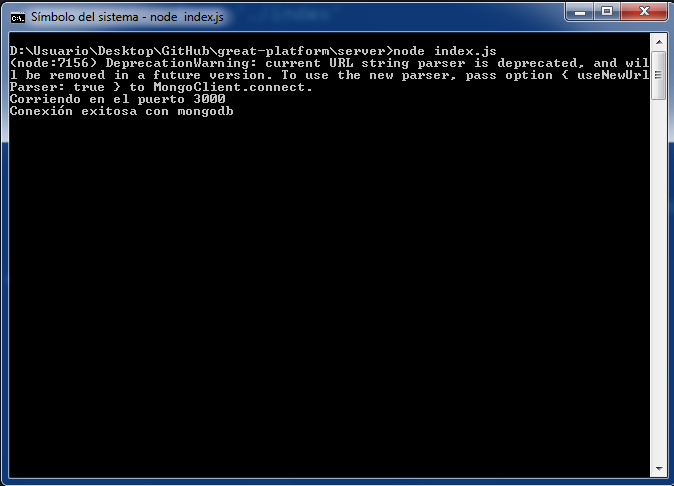 Símbolo del sistema - node  index.js
D:\Usuario\Desktop\GitHub\great-platform\server>node index.js
(node:7156) DeprecationWarning: current URL string parser is deprecated, and wil
l be removed in a future version. To use the new parser, pass option { useNewUrl
Parser: true } to MongoClient.connect.
Corriendo en el puerto 3000
Conexión exitosa con mongodb